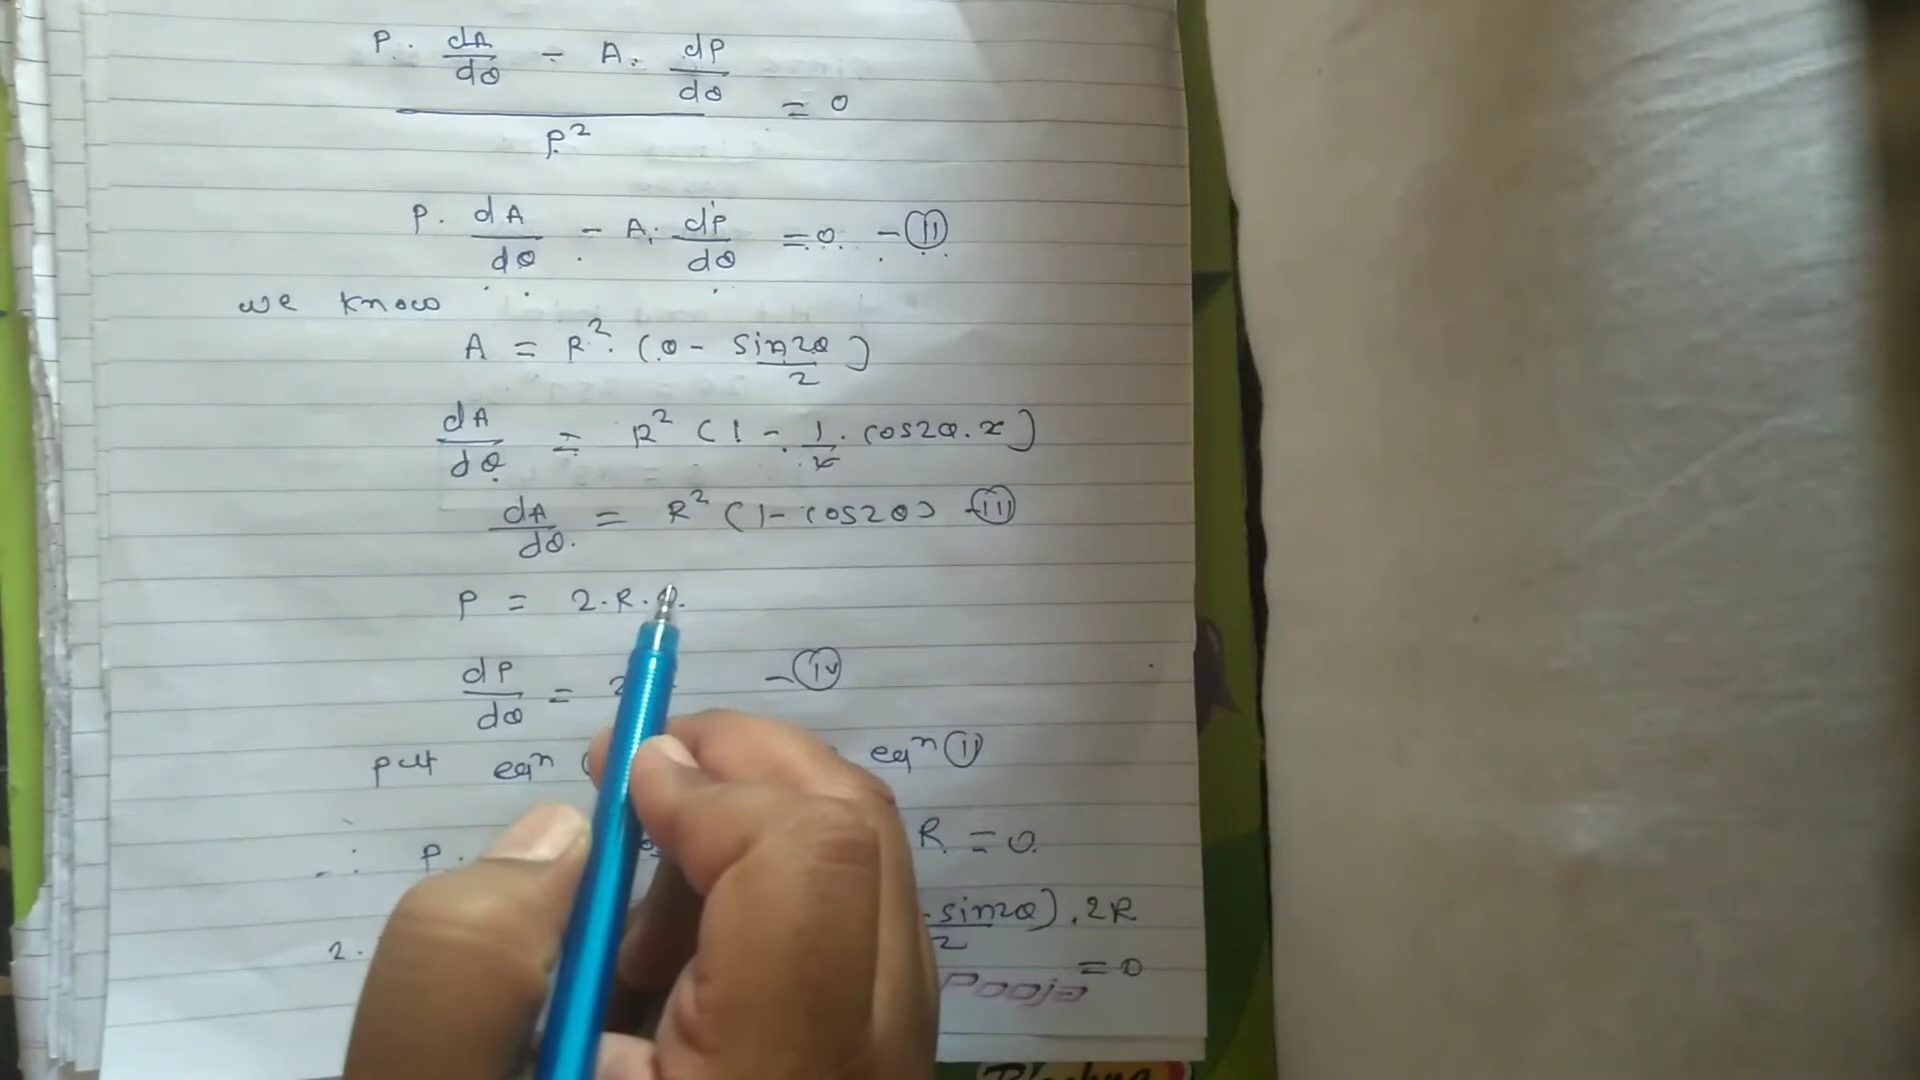 P. dA/dθ - A. dP/dθ
= 0
P²
P. dA/dθ - A. dP/dθ = 0. - (II)
we know
A = R². (θ - sin2θ/2)
dA/dθ = R² (1 - 1/2. cos2θ.2)
dA/dθ = R² (1 - cos2θ) - (III)
P = 2.R.θ.
dP/dθ = 2 - (IV)
put eqⁿ eqⁿ (II)
∴ P. R = 0.
2. - sin2θ/2) . 2R
= 0
Pooja